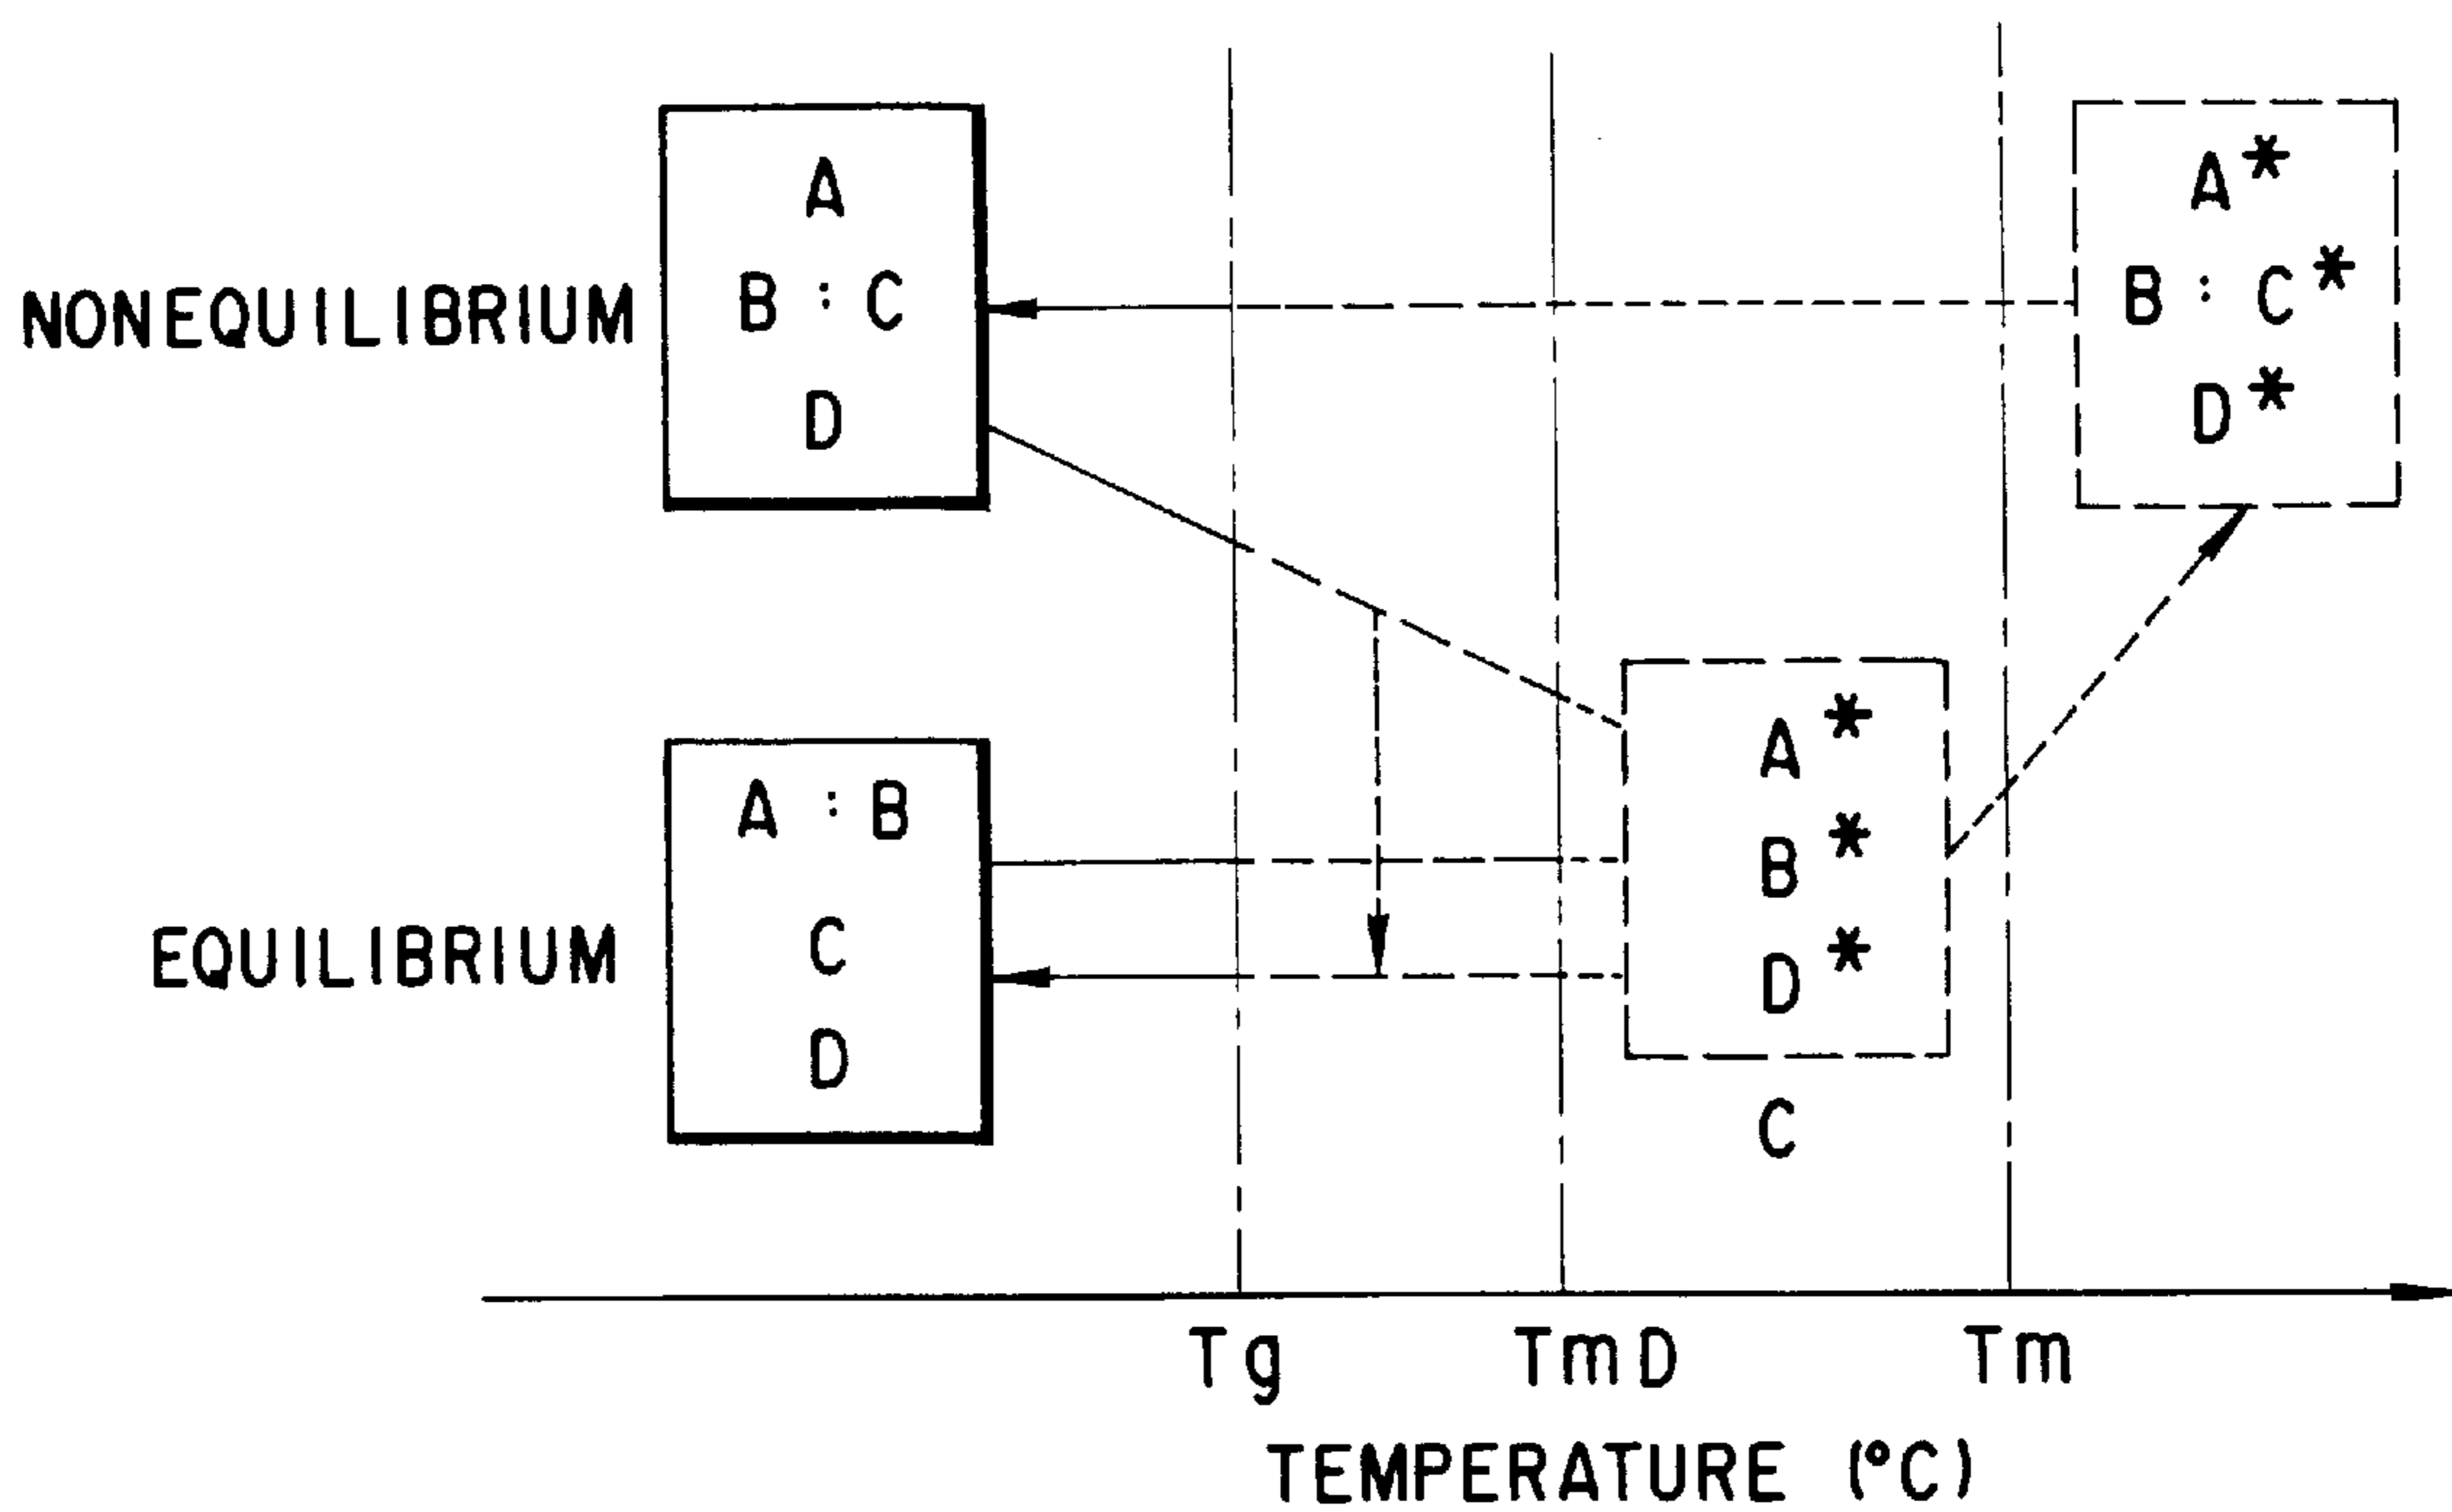 NONEQUILIBRIUM
A
B : C
D
A*
B : C*
D*
EQUILIBRIUM
A : B
C
D
A*
B*
D*
C
Tg
TmD
Tm
TEMPERATURE (°C)